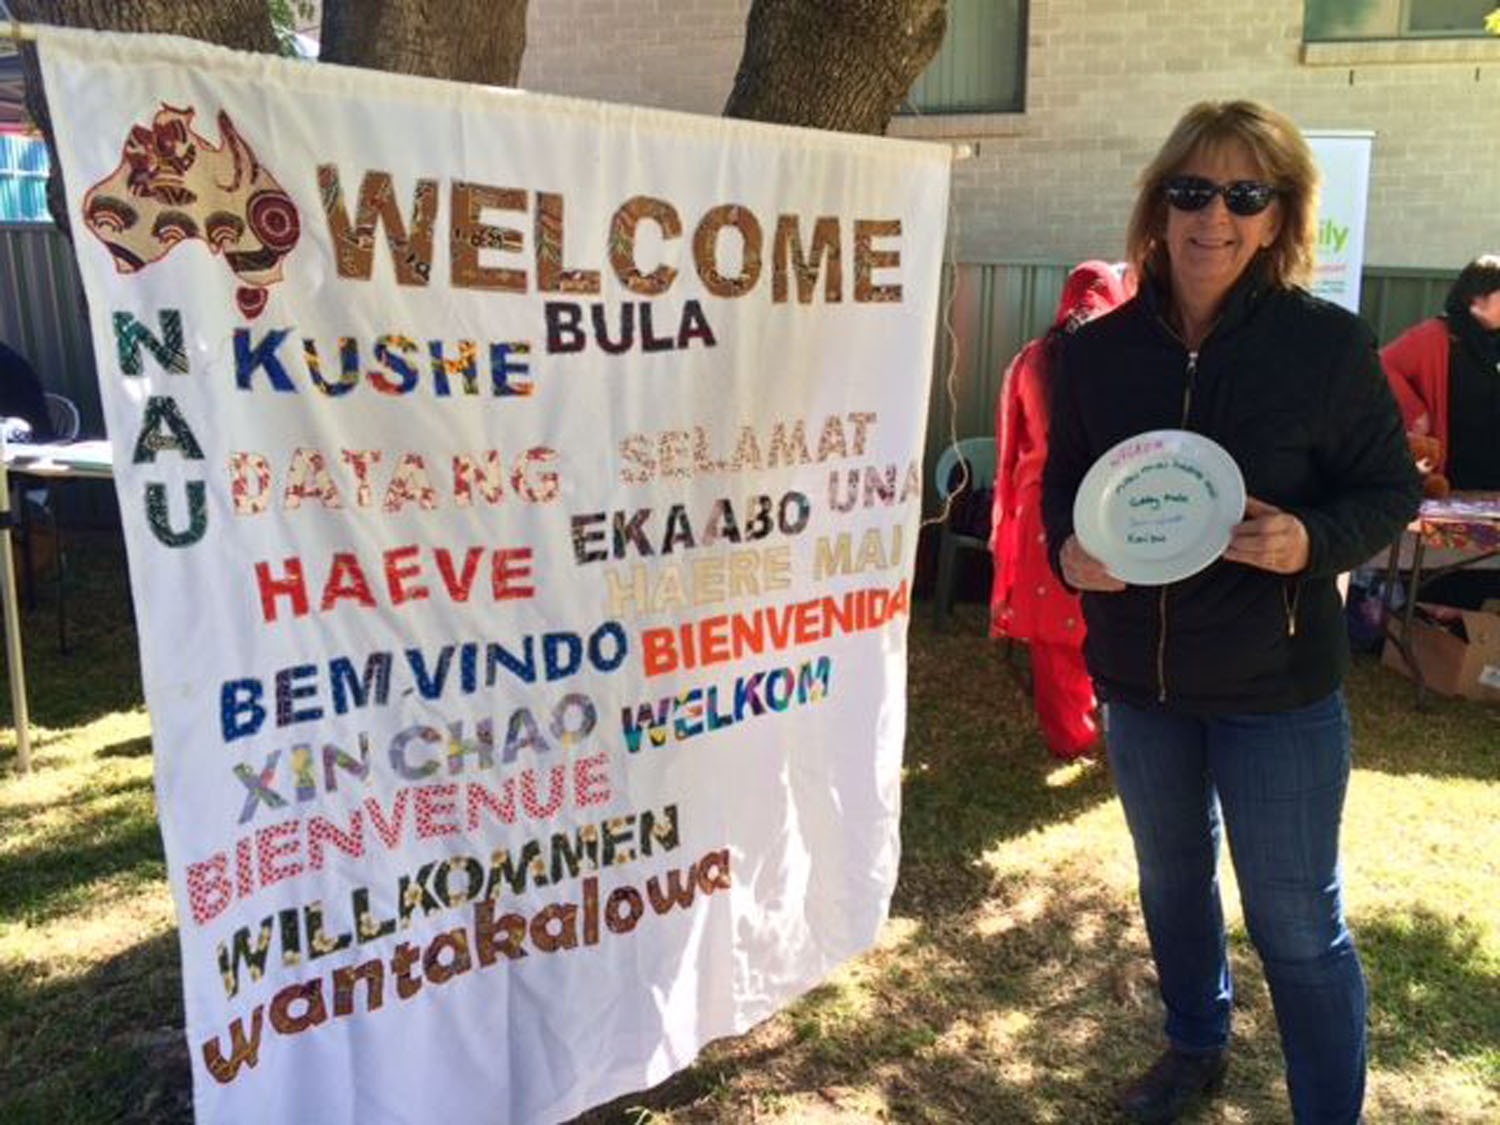 WELCOME
BULA
NAU
KUSHE
DATANG
SELAMAT
EKAABO
UNA
HAEVE
HAERE MAI
BEM VINDO
BIENVENIDA
XIN CHAO
WELKOM
BIENVENUE
WILLKOMMEN
wantakalowa
ily